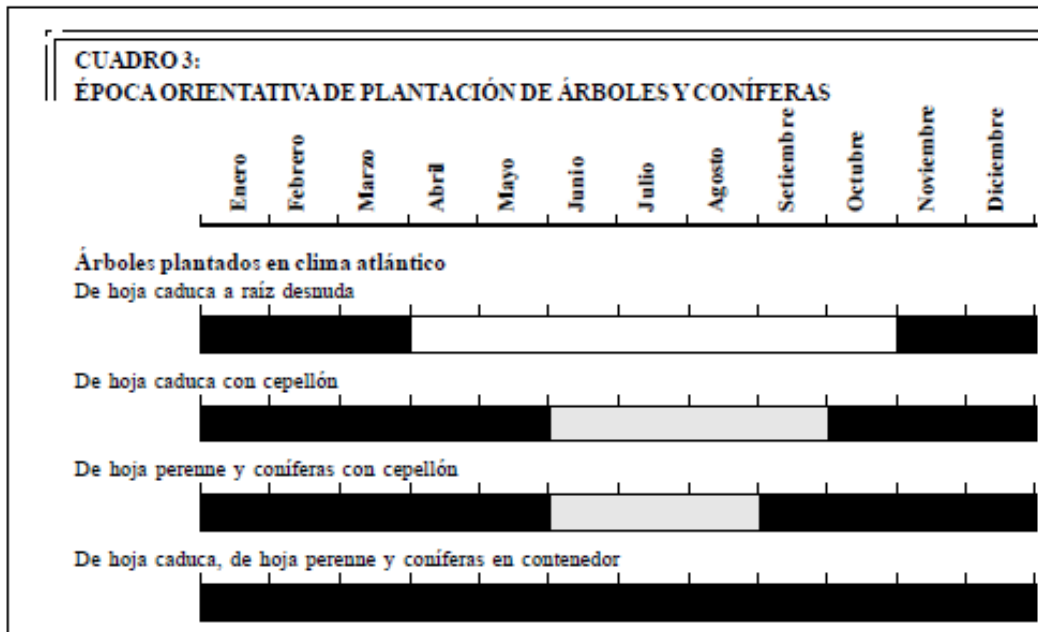 CUADRO 3:
ÉPOCA ORIENTATIVA DE PLANTACIÓN DE ÁRBOLES Y CONÍFERAS
Enero
Febrero
Marzo
Abril
Mayo
Junio
Julio
Agosto
Setiembre
Octubre
Noviembre
Diciembre
Árboles plantados en clima atlántico
De hoja caduca a raíz desnuda
De hoja caduca con cepellón
De hoja perenne y coníferas con cepellón
De hoja caduca, de hoja perenne y coníferas en contenedor